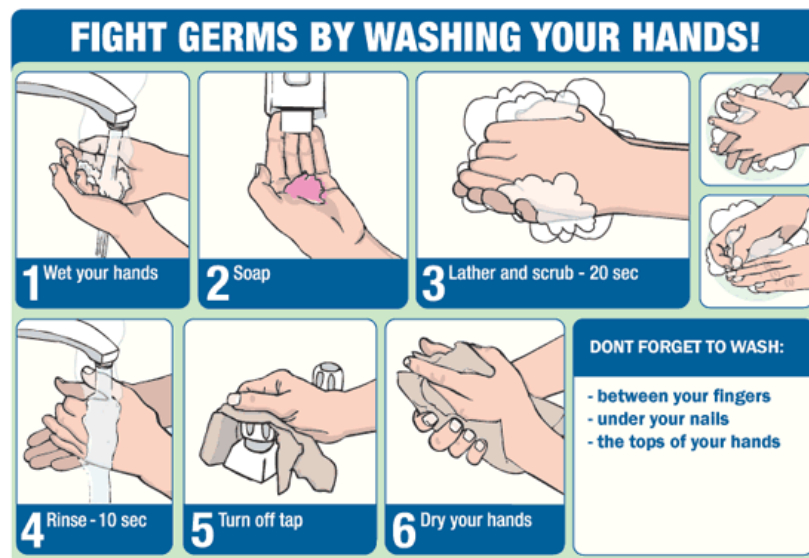 FIGHT GERMS BY WASHING YOUR HANDS!
1 Wet your hands
2 Soap
3 Lather and scrub - 20 sec
4 Rinse - 10 sec
5 Turn off tap
6 Dry your hands
DONT FORGET TO WASH:
- between your fingers
- under your nails
- the tops of your hands